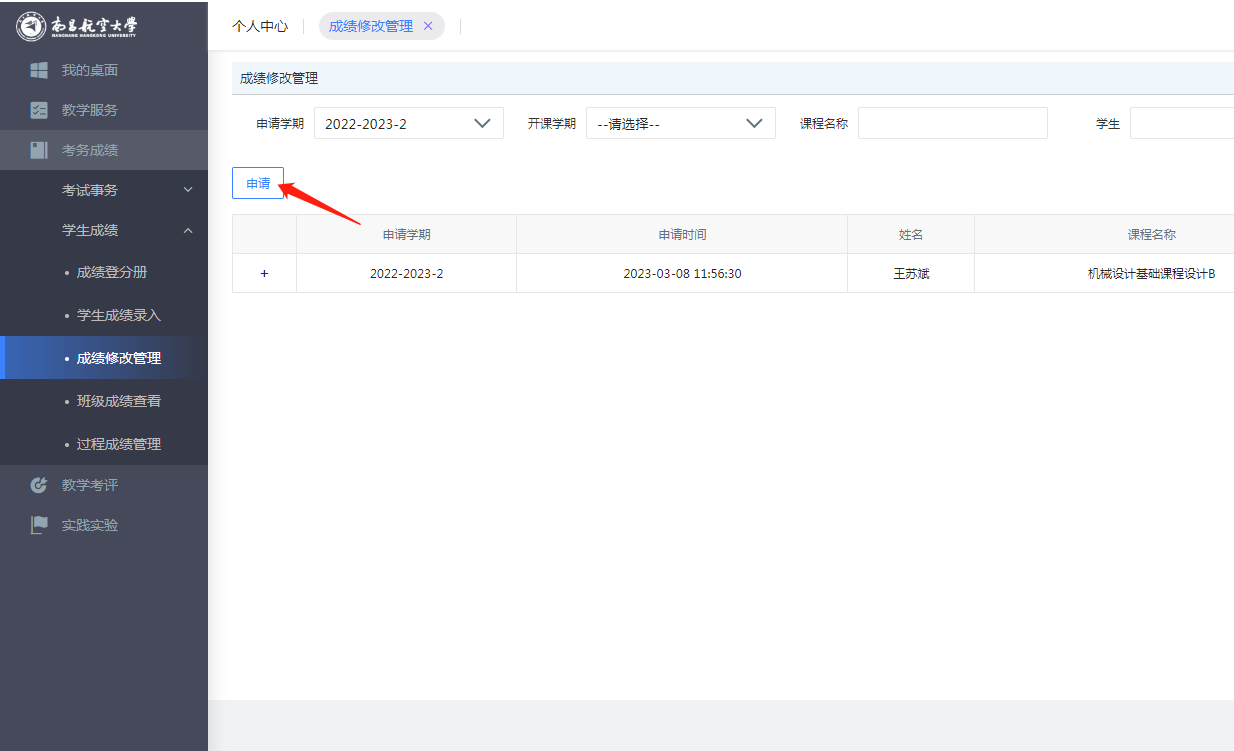 南昌航空大学
NANCHANG HANGKONG UNIVERSITY
我的桌面
教学服务
考务成绩
考试事务
学生成绩
• 成绩登分册
• 学生成绩录入
• 成绩修改管理
• 班级成绩查看
• 过程成绩管理
教学考评
实践实验
个人中心 成绩修改管理 ×
成绩修改管理
申请学期 2022-2023-2 开课学期 --请选择-- 课程名称 学生
申请
申请学期 申请时间 姓名 课程名称
+ 2022-2023-2 2023-03-08 11:56:30 王苏斌 机械设计基础课程设计B